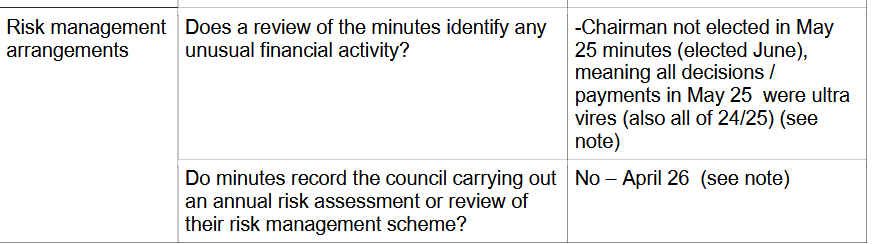 Risk management
arrangements
Does a review of the minutes identify any
unusual financial activity?
-Chairman not elected in May
25 minutes (elected June),
meaning all decisions /
payments in May 25  were ultra
vires (also all of 24/25) (see
note)
Do minutes record the council carrying out
an annual risk assessment or review of
their risk management scheme?
No – April 26  (see note)